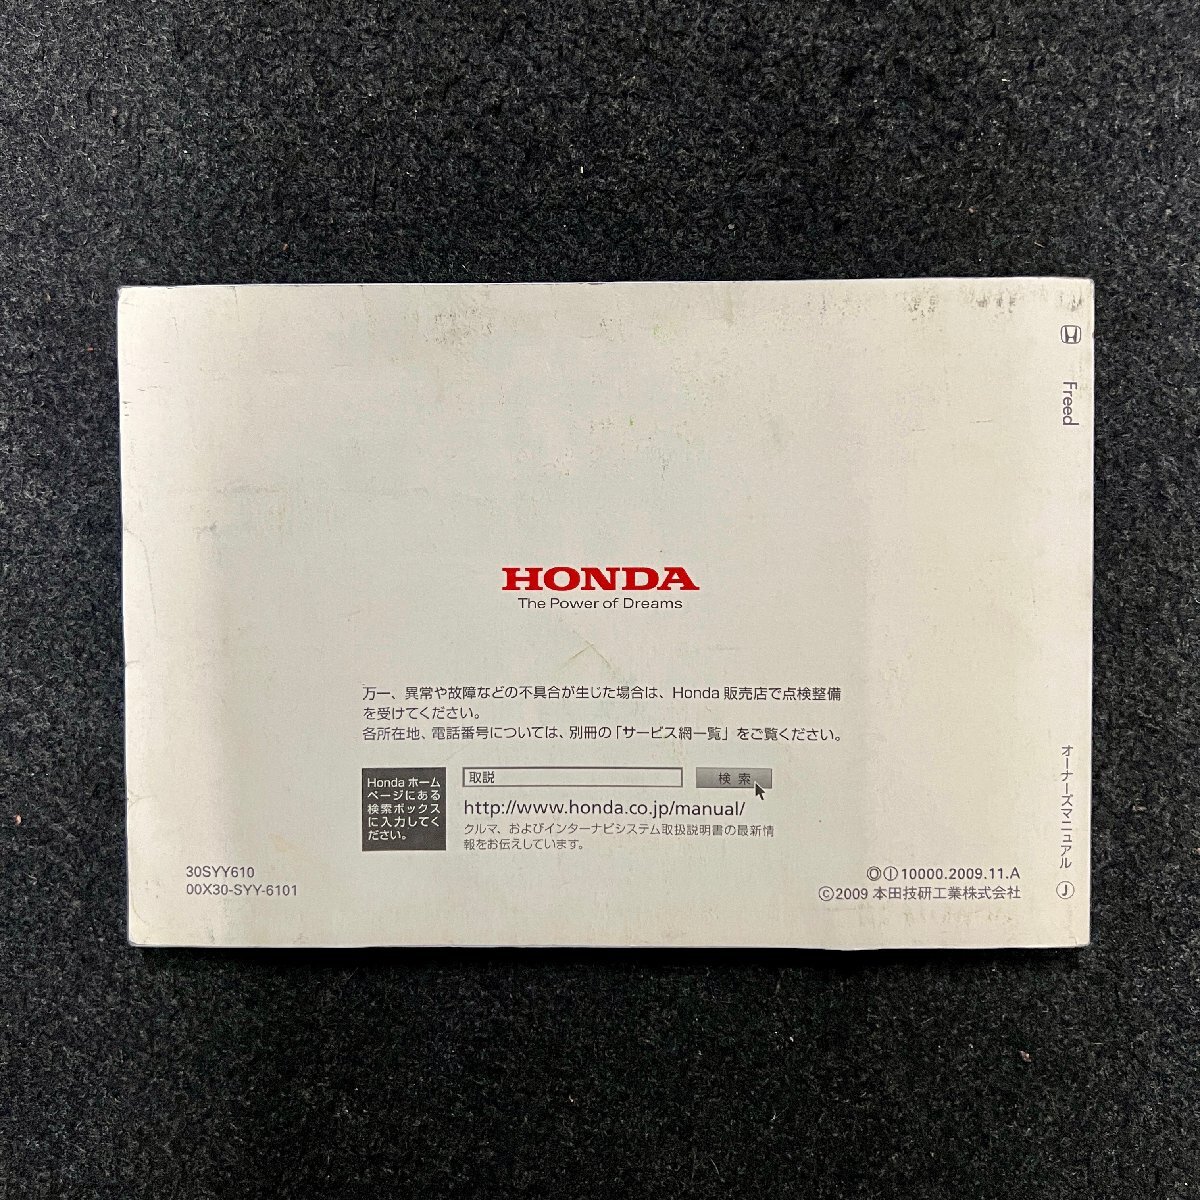 HONDA
The Power of Dreams
万一、異常や故障などの不具合が生じた場合は、Honda 販売店で点検整備
を受けてください。
各所在地、電話番号については、別冊の「サービス網一覧」をご覧ください。
Honda ホーム
ページにある
検索ボックス
に入力してく
ださい。
取説
検 索
http://www.honda.co.jp/manual/
クルマ、およびインターナビシステム取扱説明書の最新情
報をお伝えしています。
30SYY610
00X30-SYY-6101
◎Ⓘ10000.2009.11.A
©2009 本田技研工業株式会社
H
Freed
オーナーズマニュアル
Ⓙ